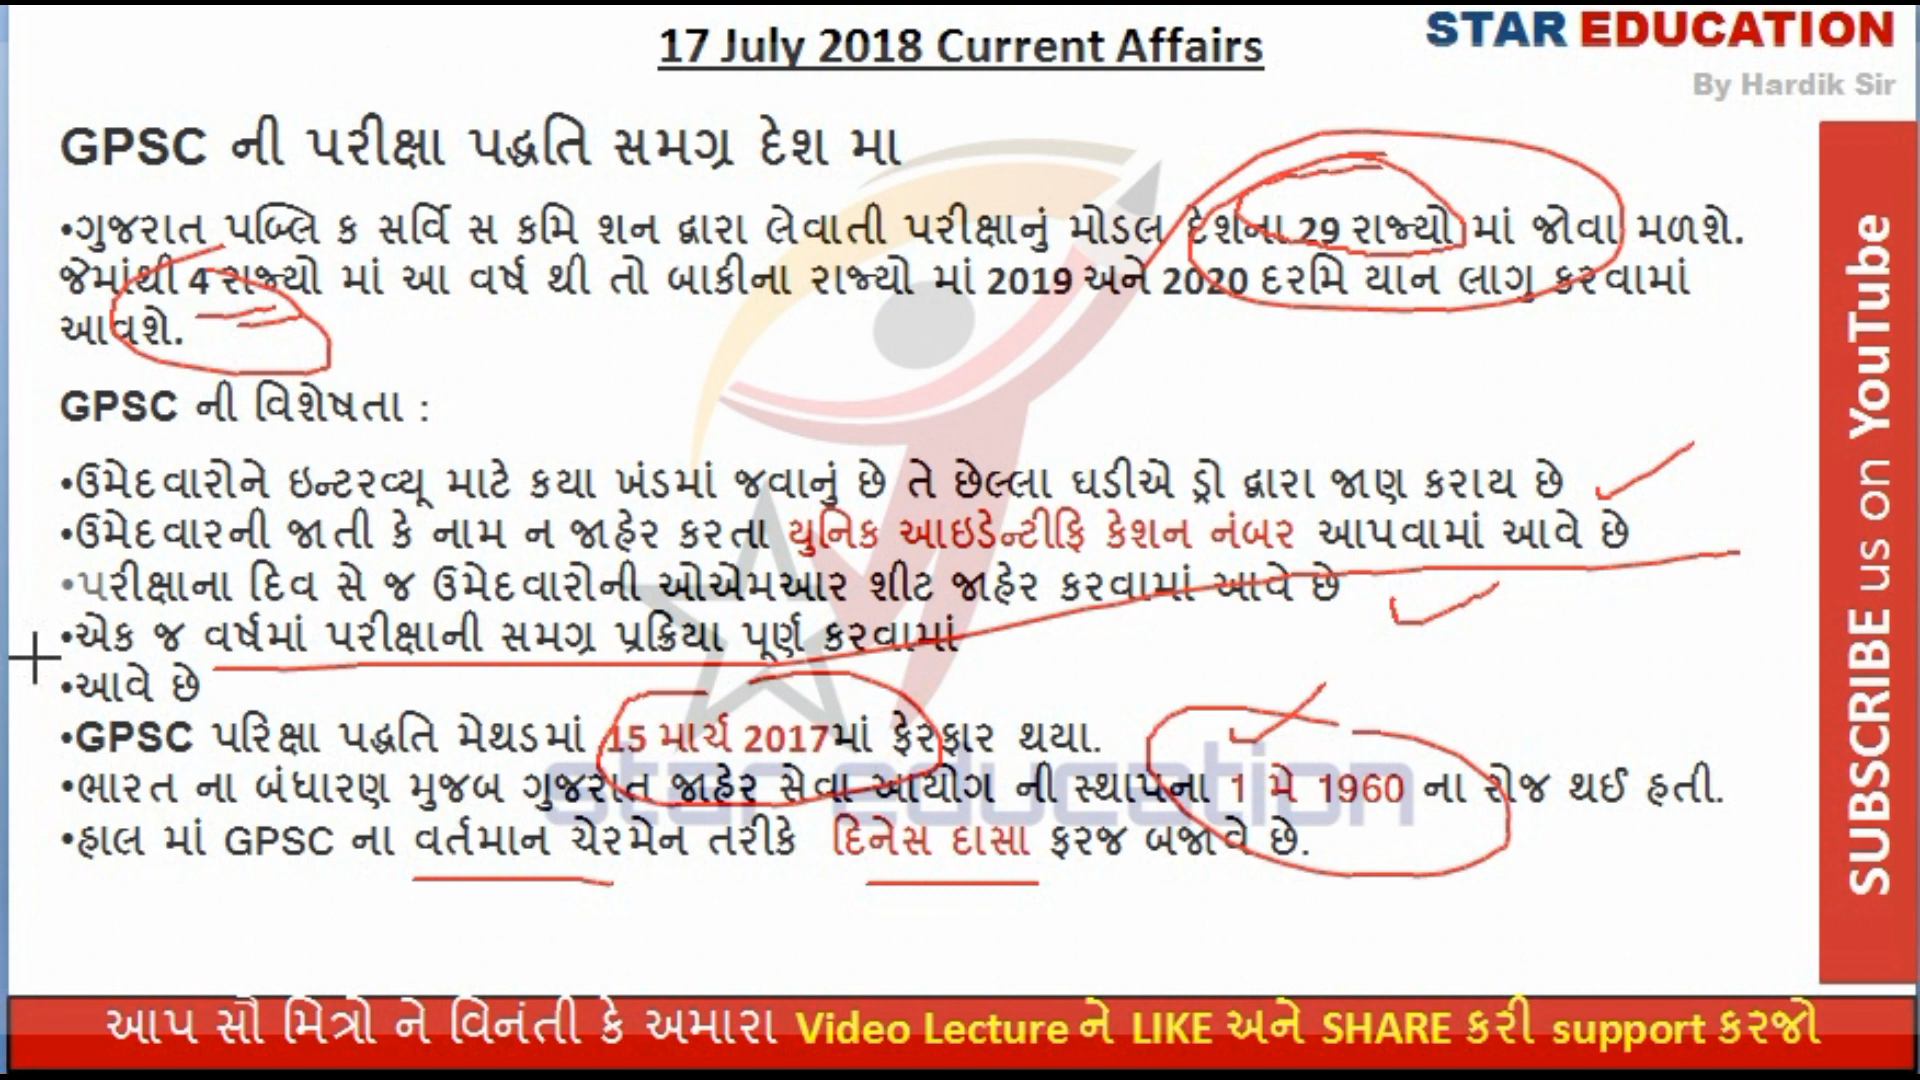 17 July 2018 Current Affairs
STAR EDUCATION
By Hardik Sir
GPSC ની પરીક્ષા પદ્ધતિ સમગ્ર દેશ મા
•ગુજરાત પબ્લિ ક સર્વિ સ કમિ શન દ્વારા લેવાતી પરીક્ષાનું મોડલ દેશના 29 રાજ્યો માં જોવા મળશે.
જેમાંથી 4 રાજ્યો માં આ વર્ષ થી તો બાકીના રાજ્યો માં 2019 અને 2020 દરમિ યાન લાગુ કરવામાં
આવશે.
GPSC ની વિશેષતા :
•ઉમેદવારોને ઇન્ટરવ્યૂ માટે કયા ખંડમાં જવાનું છે તે છેલ્લા ઘડીએ ડ્રો દ્વારા જાણ કરાય છે
•ઉમેદવારની જાતી કે નામ ન જાહેર કરતા યુનિક આઇડેન્ટીફિ કેશન નંબર આપવામાં આવે છે
•પરીક્ષાના દિવ સે જ ઉમેદવારોની ઓએમઆર શીટ જાહેર કરવામાં આવે છે
•એક જ વર્ષમાં પરીક્ષાની સમગ્ર પ્રક્રિયા પૂર્ણ કરવામાં
•આવે છે
•GPSC પરિક્ષા પદ્ધતિ મેથડમાં 15 માર્ચ 2017માં ફેરફાર થયા.
•ભારત ના બંધારણ મુજબ ગુજરાત જાહેર સેવા આયોગ ની સ્થાપના 1 મે 1960 ના રોજ થઈ હતી.
•હાલ માં GPSC ના વર્તમાન ચેરમેન તરીકે દિનેસ દાસા ફરજ બજાવે છે.
star education
SUBSCRIBE us on YouTube
આપ સૌ મિત્રો ને વિનંતી કે અમારા Video Lecture ને LIKE અને SHARE કરી support કરજો